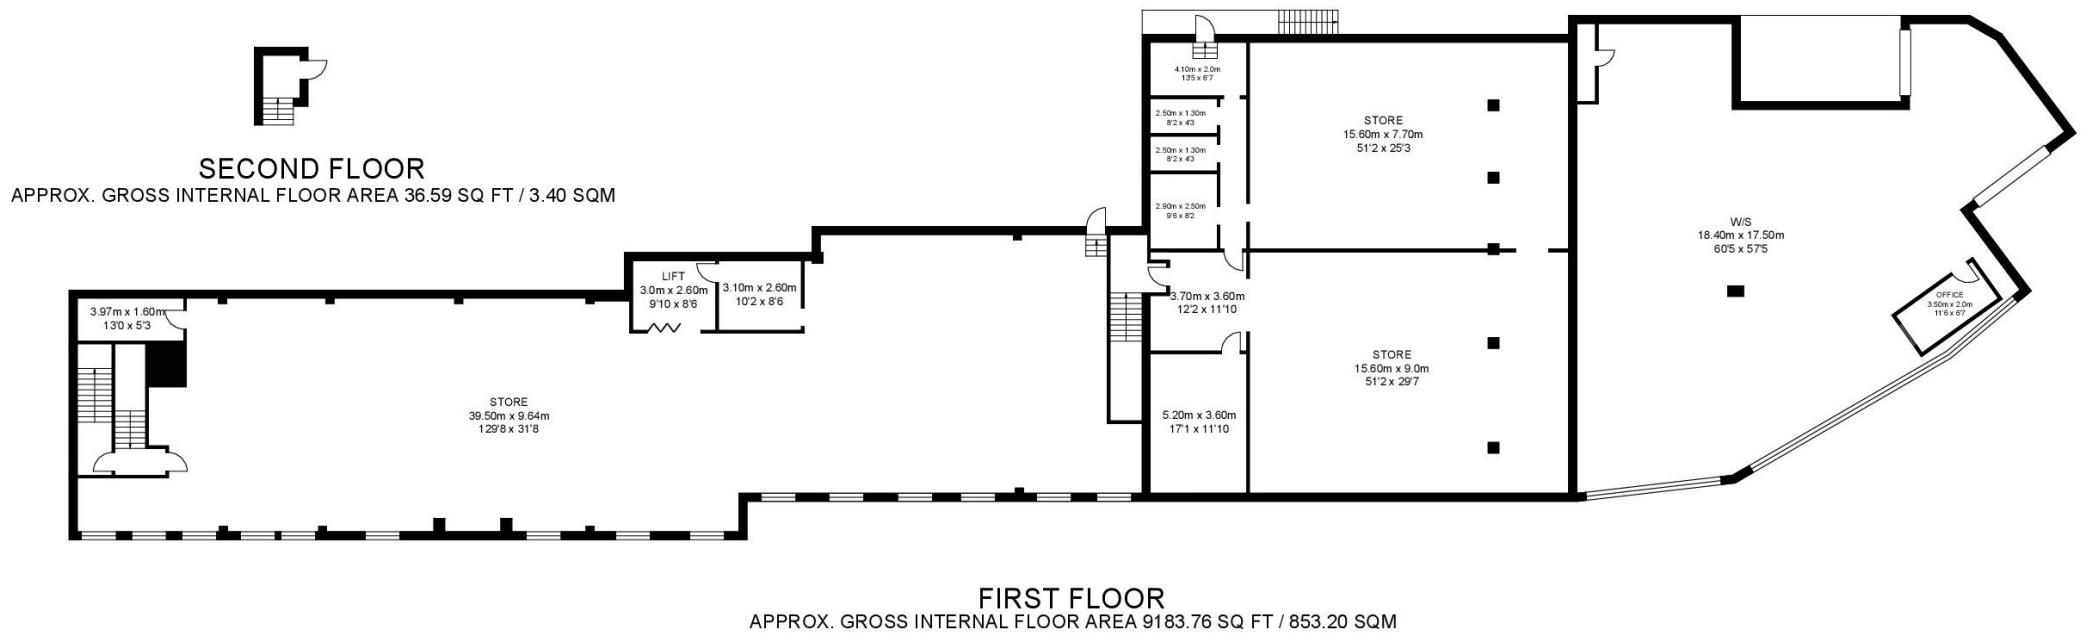 SECOND FLOOR
APPROX. GROSS INTERNAL FLOOR AREA 36.59 SQ FT / 3.40 SQM
3.97m x 1.60m
13'0 x 5'3
STORE
39.50m x 9.64m
129'8 x 31'8
LIFT
3.0m x 2.60m
9'10 x 8'6
3.10m x 2.60m
10'2 x 8'6
4.10m x 2.0m
135 x 6'7
2.50m x 1.30m
8'2 x 4'3
2.50m x 1.30m
8'2 x 4'3
2.90m x 2.50m
9'6 x 8'2
3.70m x 3.60m
12'2 x 11'10
5.20m x 3.60m
17'1 x 11'10
STORE
15.60m x 7.70m
51'2 x 25'3
STORE
15.60m x 9.0m
51'2 x 29'7
W/S
18.40m x 17.50m
60'5 x 57'5
OFFICE
3.50m x 2.0m
11'6 x 6'7
FIRST FLOOR
APPROX. GROSS INTERNAL FLOOR AREA 9183.76 SQ FT / 853.20 SQM